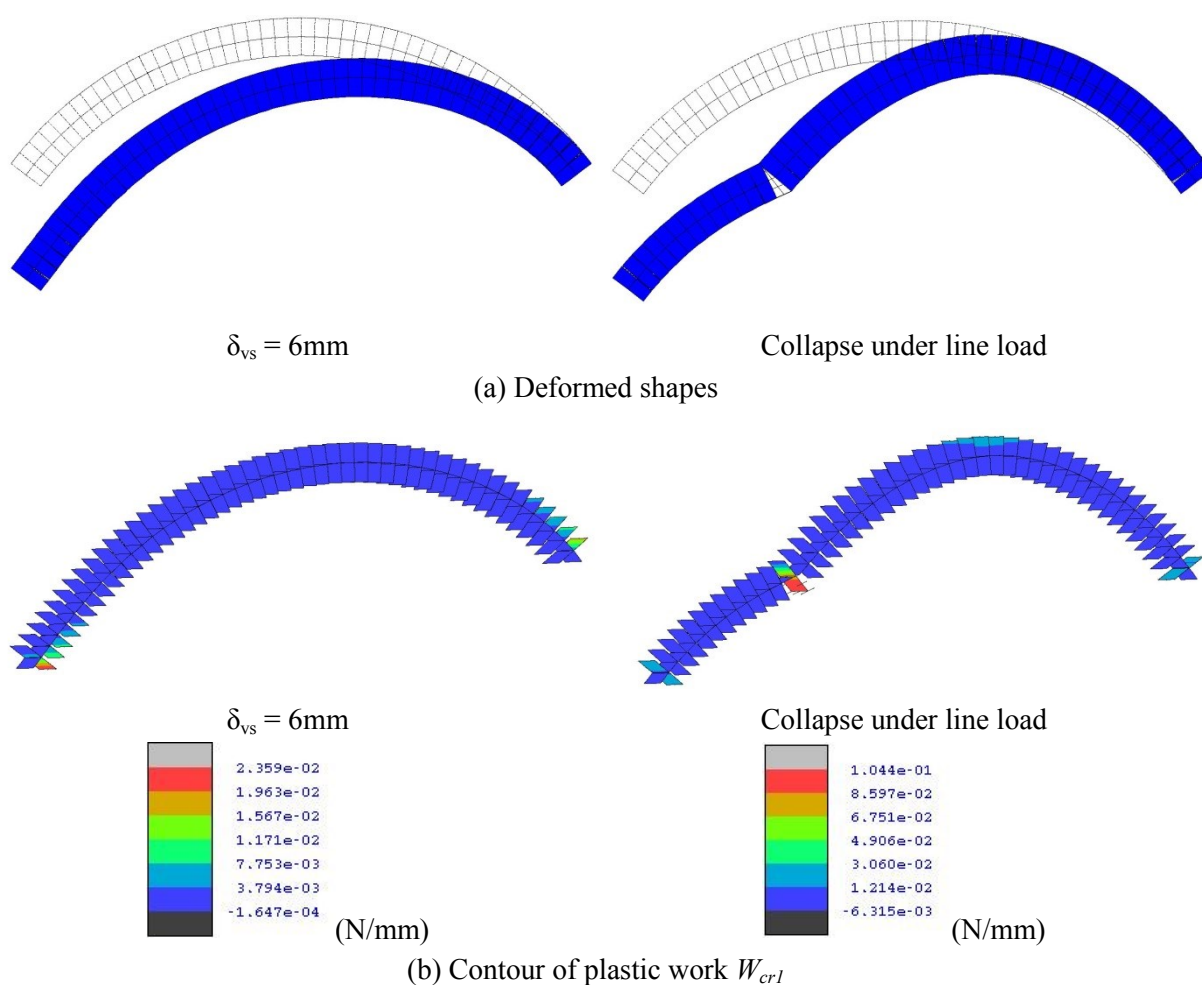 δvs = 6mm Collapse under line load
(a) Deformed shapes
δvs = 6mm Collapse under line load
2.359e-02
1.963e-02
1.567e-02
1.171e-02
7.753e-03
3.794e-03
-1.647e-04
(N/mm)
1.044e-01
8.597e-02
6.751e-02
4.906e-02
3.060e-02
1.214e-02
-6.315e-03
(N/mm)
(b) Contour of plastic work Wcr1